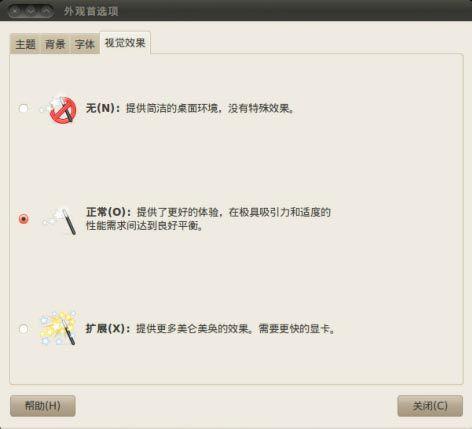 外观首选项
主题 背景 字体 视觉效果
无(N)：提供简洁的桌面环境，没有特殊效果。
正常(O)：提供了更好的体验，在极具吸引力和适度的
性能需求间达到良好平衡。
扩展(X)：提供更多美仑美奂的效果。需要更快的显卡。
帮助(H) 关闭(C)